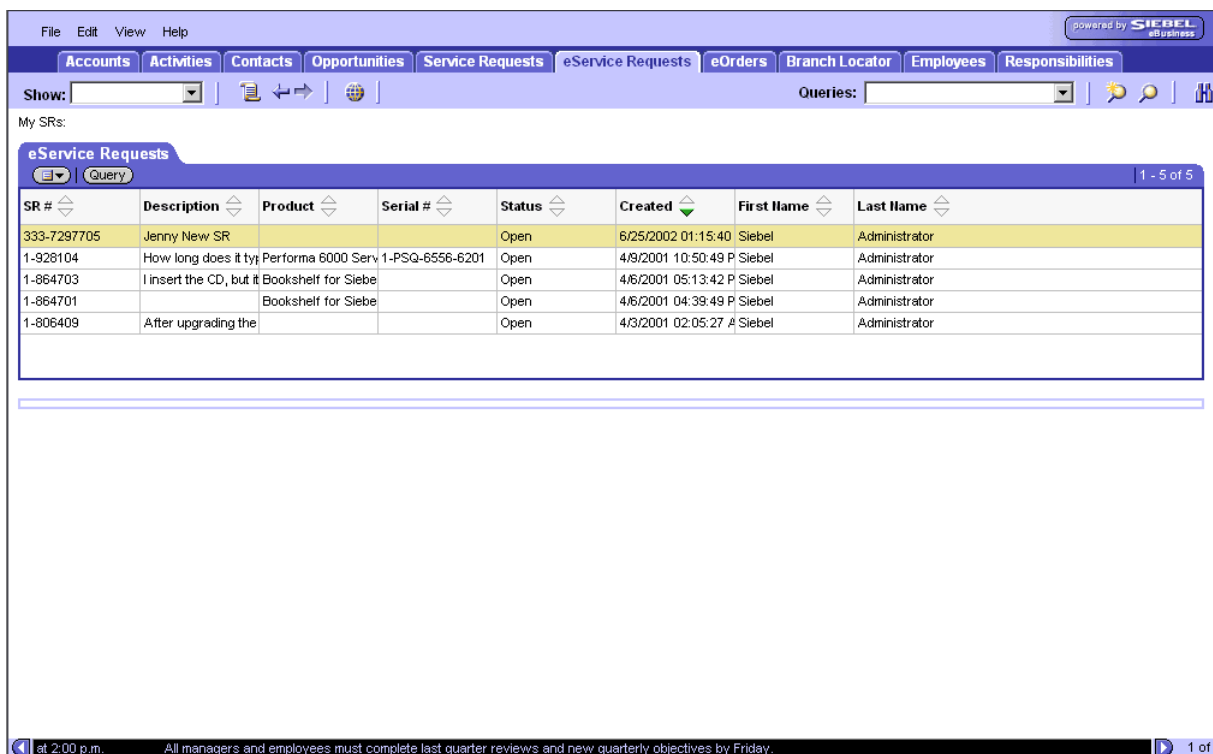 File Edit View Help
powered by SIEBEL eBusiness
Accounts Activities Contacts Opportunities Service Requests eService Requests eOrders Branch Locator Employees Responsibilities
Show: Queries:
My SRs:
eService Requests
Query 1 - 5 of 5
SR # Description Product Serial # Status Created First Name Last Name
333-7297705 Jenny New SR Open 6/25/2002 01:15:40 Siebel Administrator
1-928104 How long does it typ Performa 6000 Serv 1-PSQ-6556-6201 Open 4/9/2001 10:50:49 P Siebel Administrator
1-864703 I insert the CD, but it Bookshelf for Siebe Open 4/6/2001 05:13:42 P Siebel Administrator
1-864701 Bookshelf for Siebe Open 4/6/2001 04:39:49 P Siebel Administrator
1-806409 After upgrading the Open 4/3/2001 02:05:27 A Siebel Administrator
at 2:00 p.m. All managers and employees must complete last quarter reviews and new quarterly objectives by Friday. 1 of